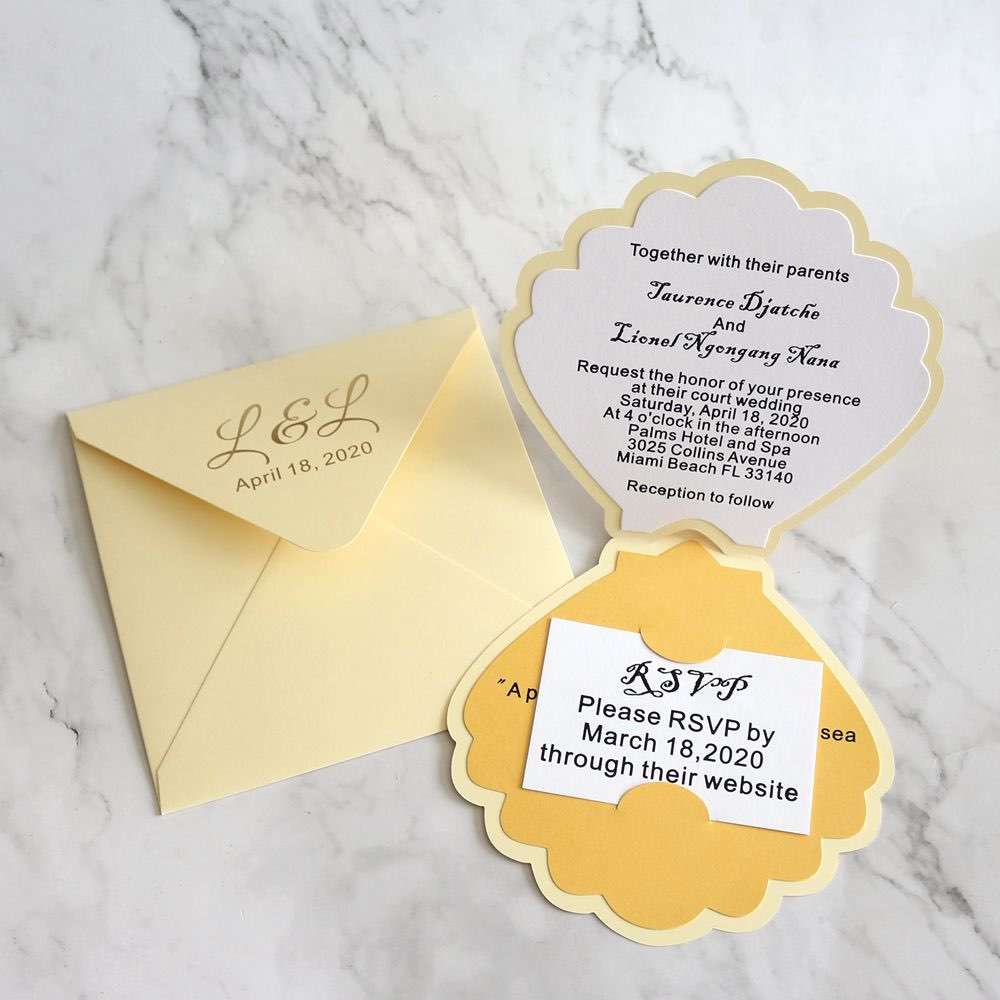 L & L
April 18, 2020
Together with their parents
Taurence Djatche
And
Lionel Ngongang Nana
Request the honor of your presence
at their court wedding
Saturday, April 18, 2020
At 4 o'clock in the afternoon
Palms Hotel and Spa
3025 Collins Avenue
Miami Beach FL 33140
Reception to follow
RSVP
Please RSVP by
March 18,2020
through their website
"Ap
sea